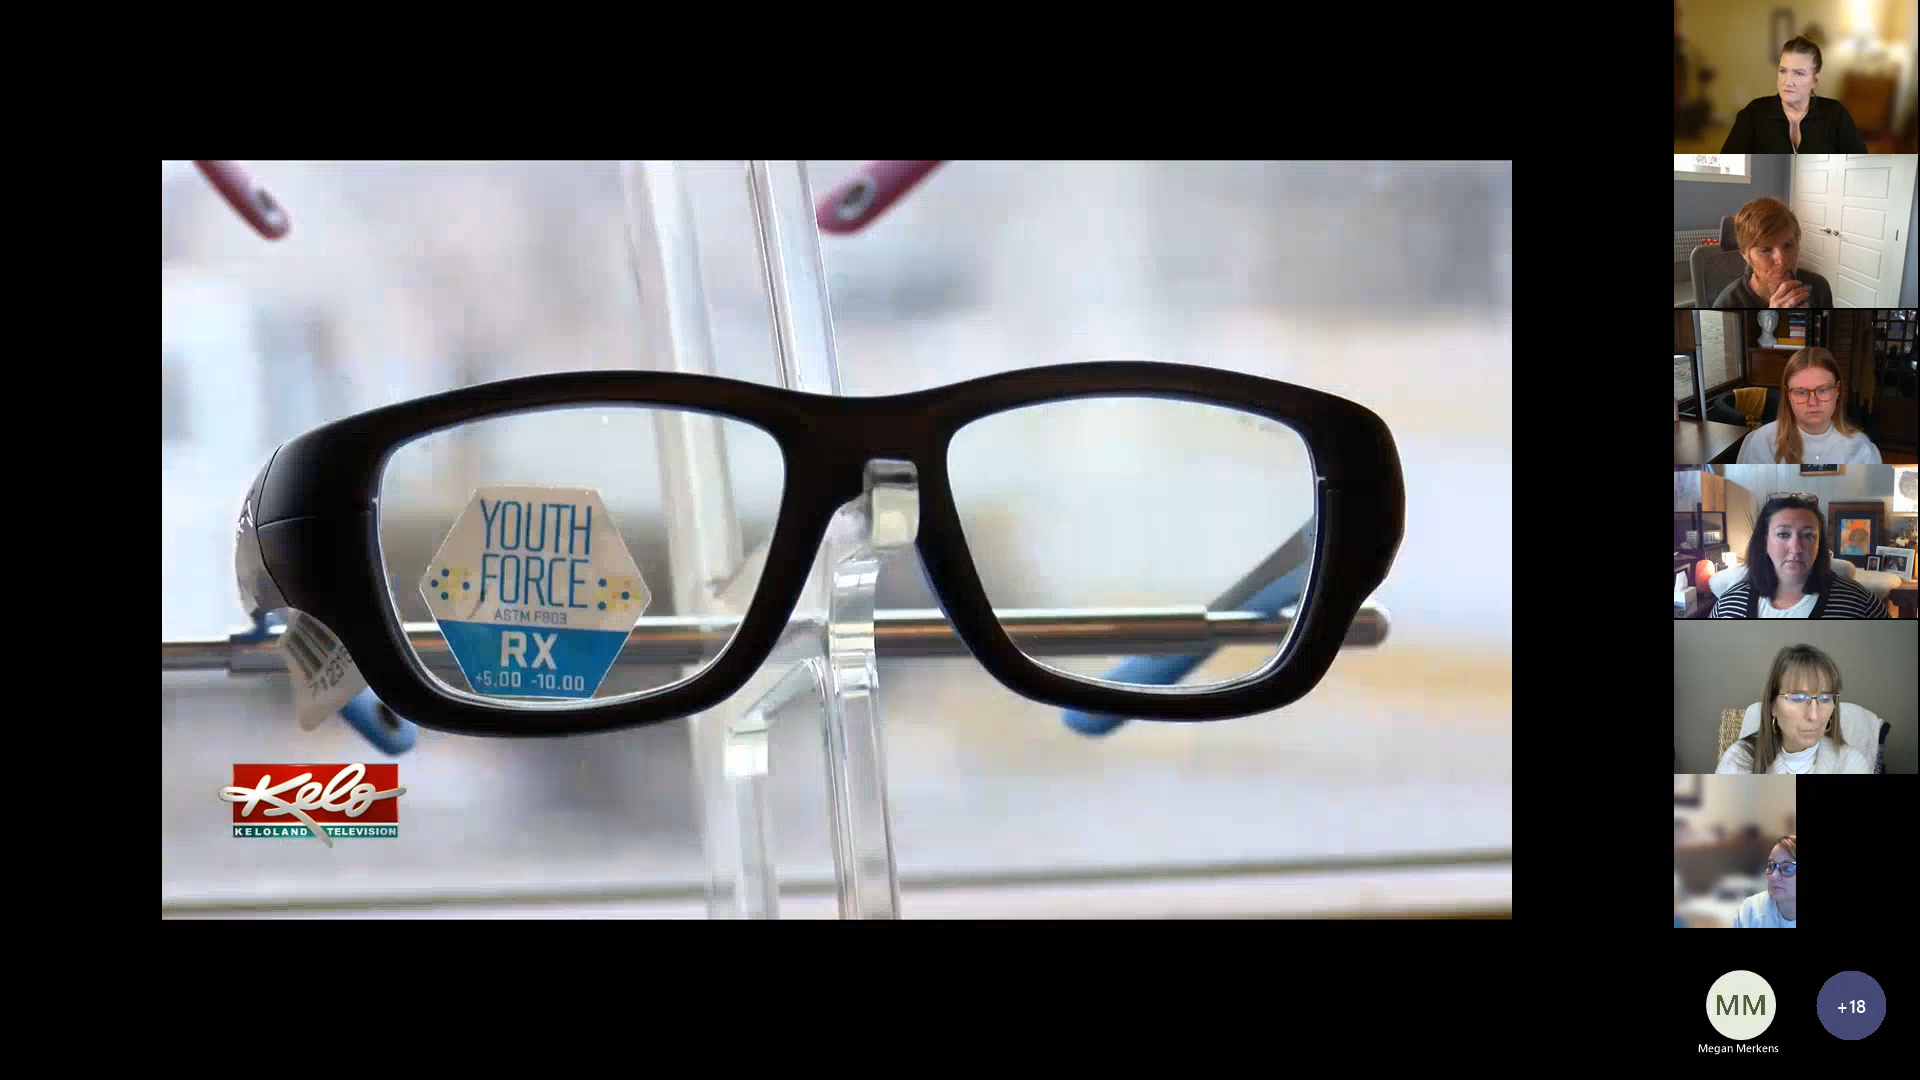 YOUTH
FORCE
ASTM F803
RX
+5.00 -10.00
Kelo
KELOLAND TELEVISION
MM
Megan Merkens
+18